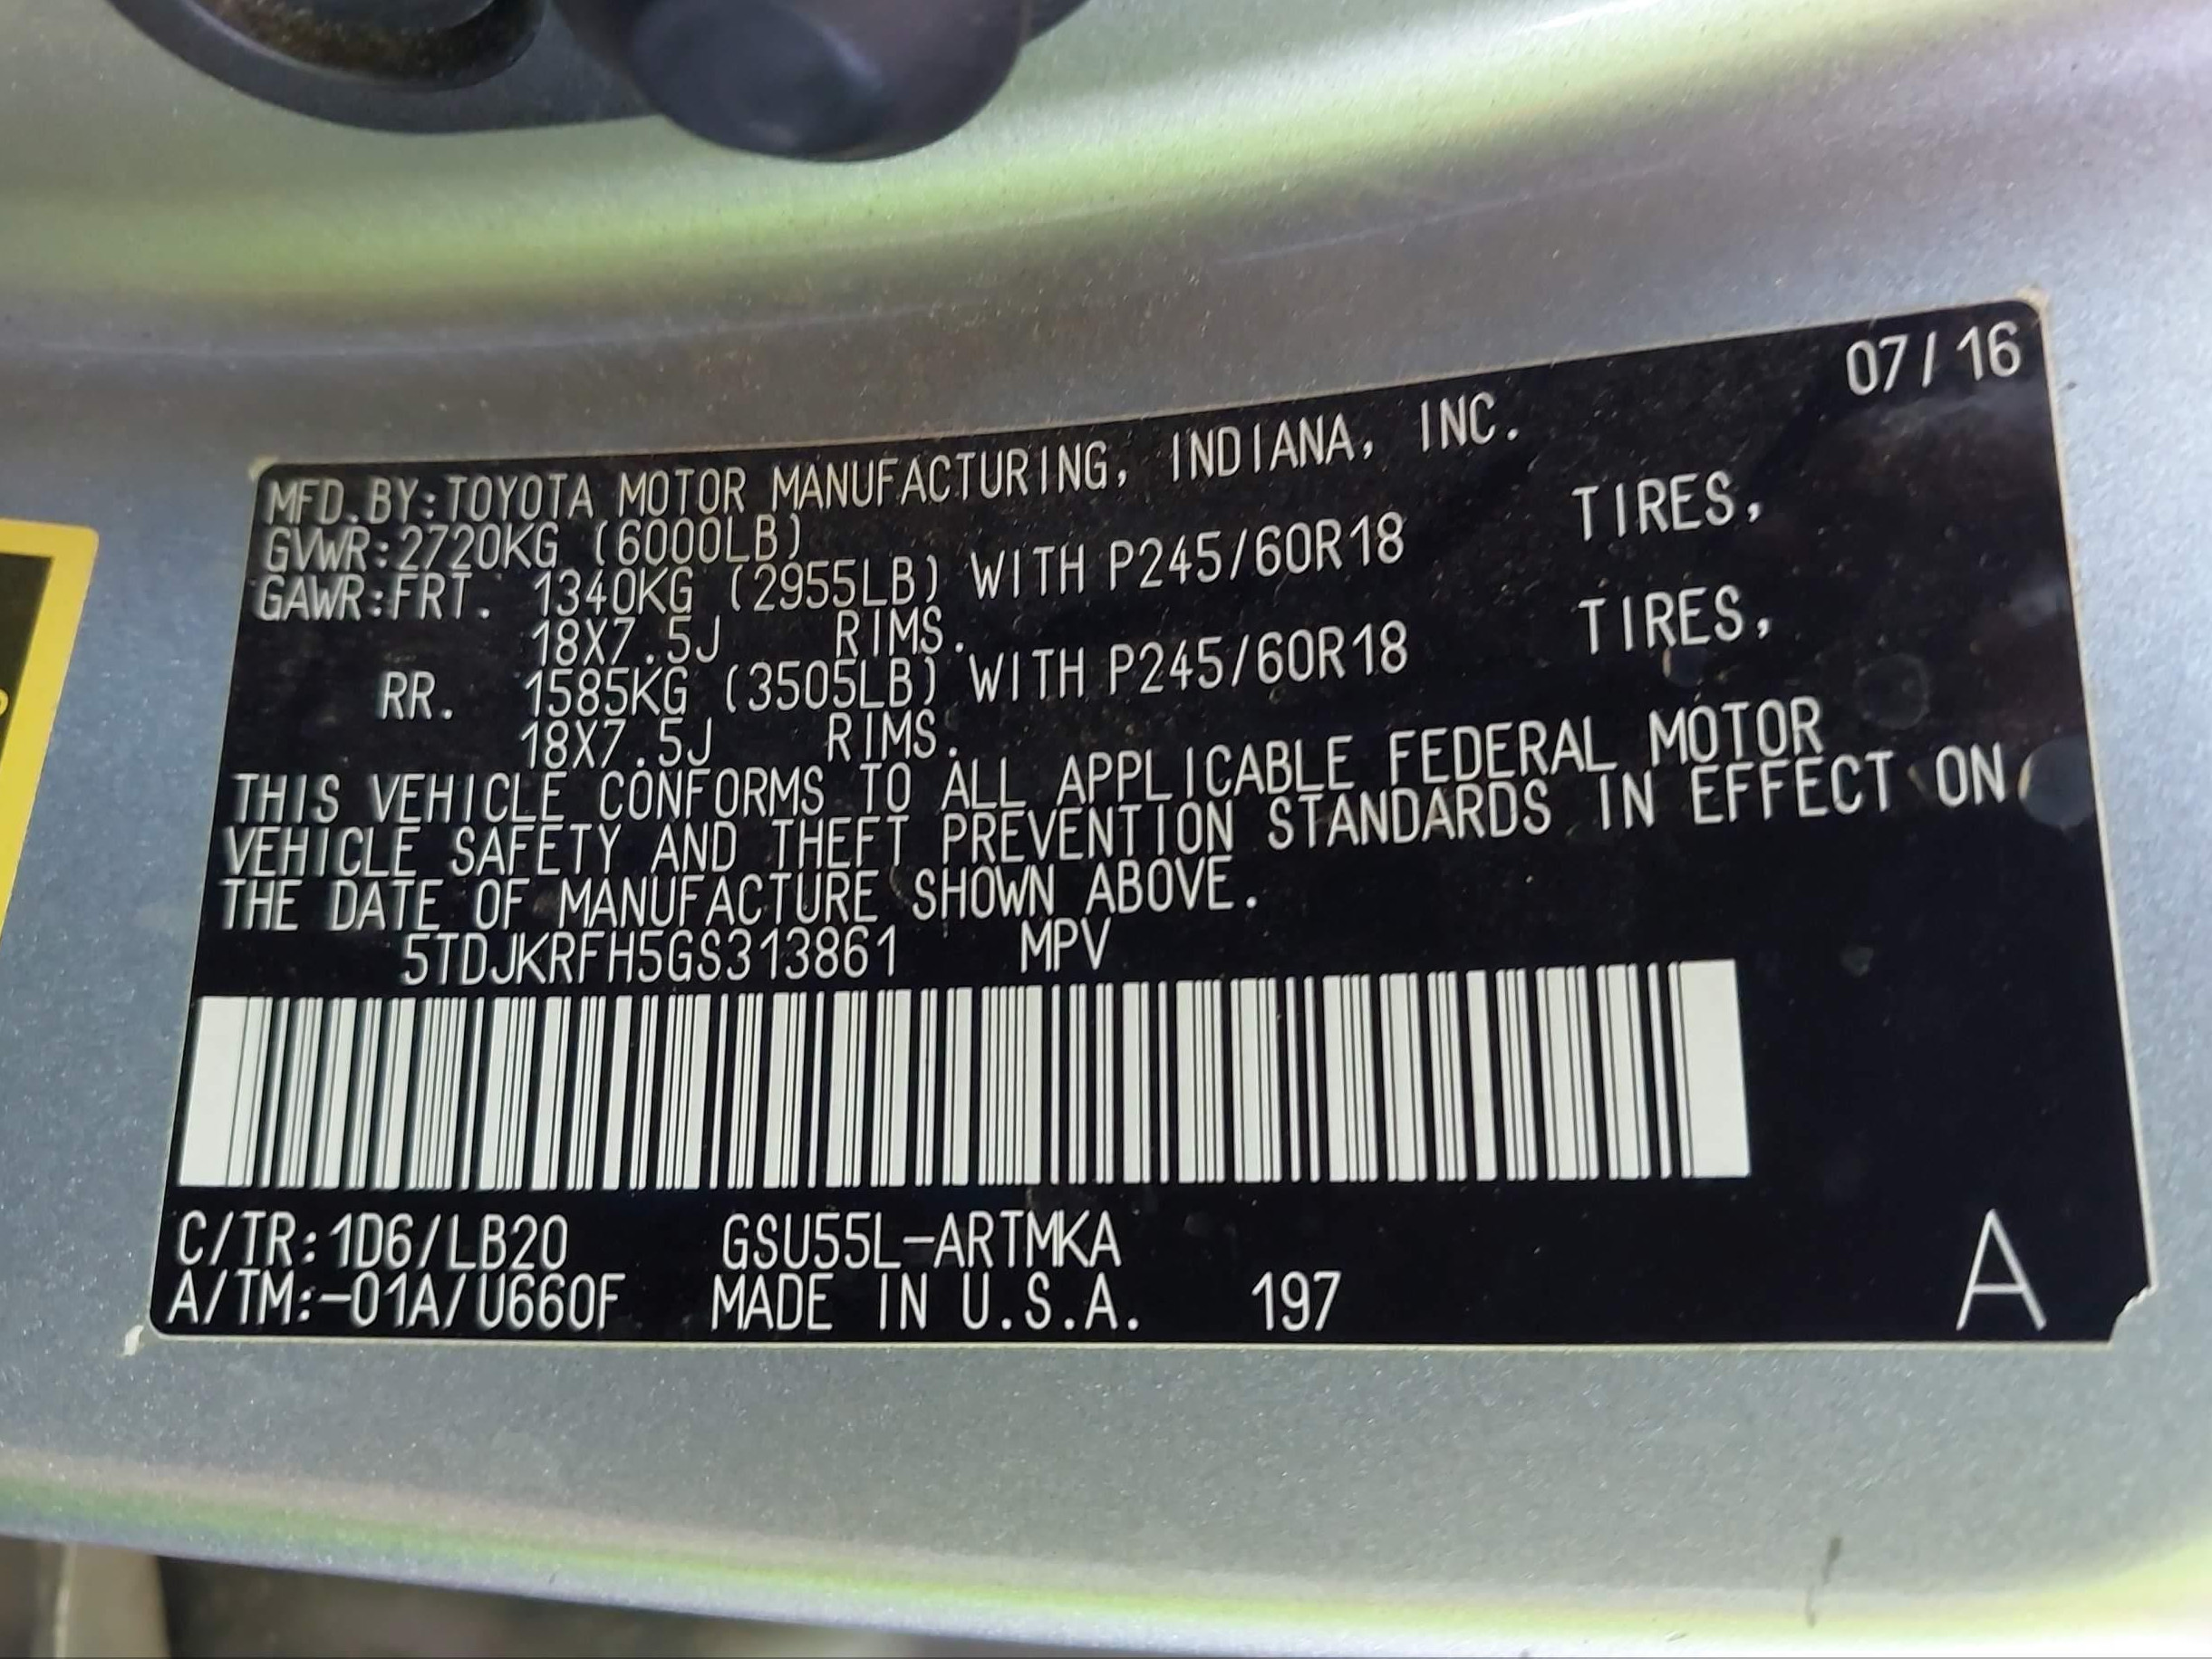 07/16
MFD.BY:TOYOTA MOTOR MANUFACTURING, INDIANA, INC.
GVWR:2720KG (6000LB)
GAWR:FRT. 1340KG (2955LB) WITH P245/60R18 TIRES,
18X7.5J RIMS.
RR. 1585KG (3505LB) WITH P245/60R18 TIRES,
18X7.5J RIMS.
THIS VEHICLE CONFORMS TO ALL APPLICABLE FEDERAL MOTOR
VEHICLE SAFETY AND THEFT PREVENTION STANDARDS IN EFFECT ON
THE DATE OF MANUFACTURE SHOWN ABOVE.
5TDJKRFH5GS313861 MPV
C/TR:1D6/LB20 GSU55L-ARTMKA
A/TM:-01A/U660F MADE IN U.S.A. 197
A